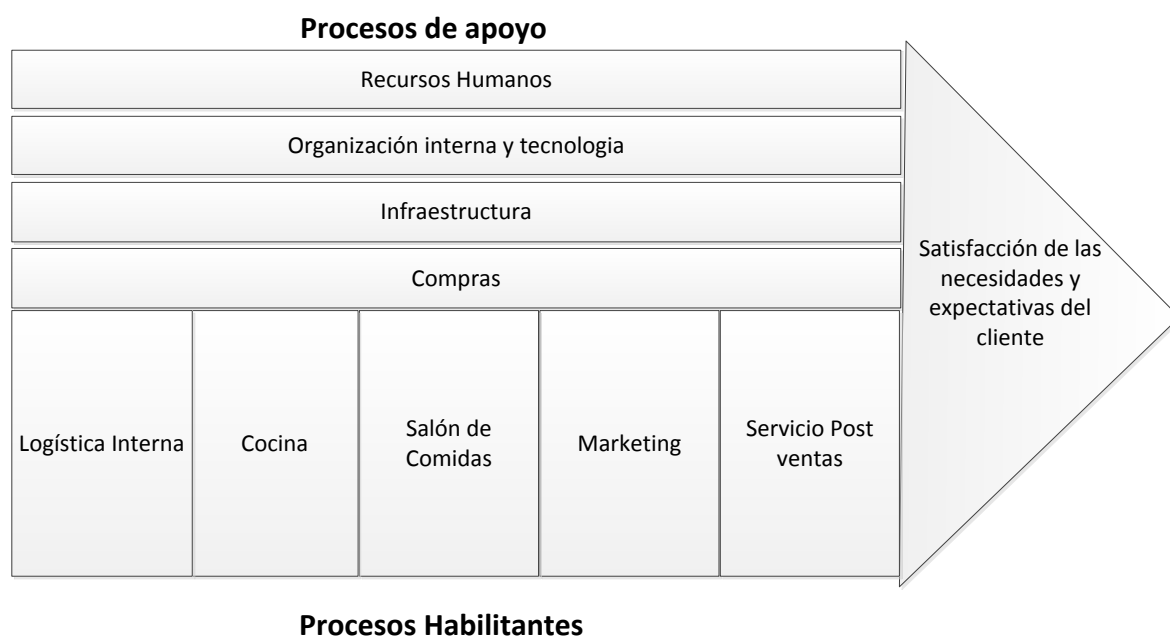 Procesos de apoyo
Recursos Humanos
Organización interna y tecnologia
Infraestructura
Compras
Satisfacción de las
necesidades y
expectativas del
cliente
Logística Interna
Cocina
Salón de
Comidas
Marketing
Servicio Post
ventas
Procesos Habilitantes